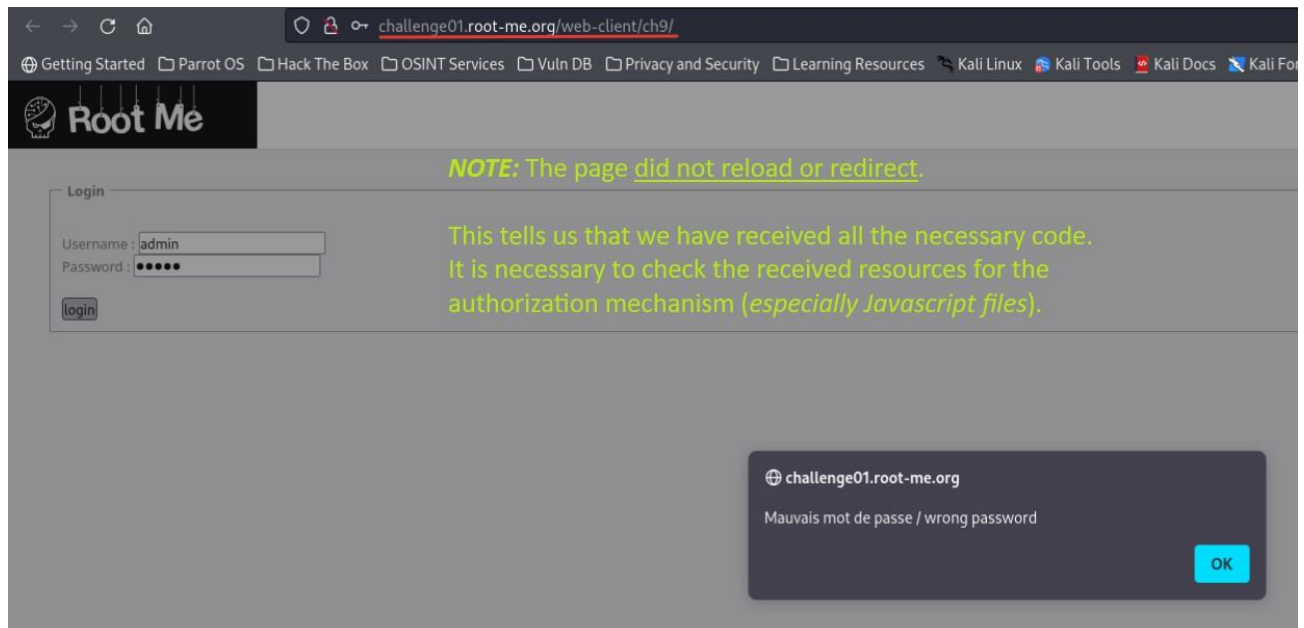 challenge01.root-me.org/web-client/ch9/
Getting Started Parrot OS Hack The Box OSINT Services Vuln DB Privacy and Security Learning Resources Kali Linux Kali Tools Kali Docs Kali For
Root Me
NOTE: The page did not reload or redirect.
Login
Username : admin
This tells us that we have received all the necessary code.
Password : •••••
It is necessary to check the received resources for the
authorization mechanism (especially Javascript files).
login
challenge01.root-me.org
Mauvais mot de passe / wrong password
OK